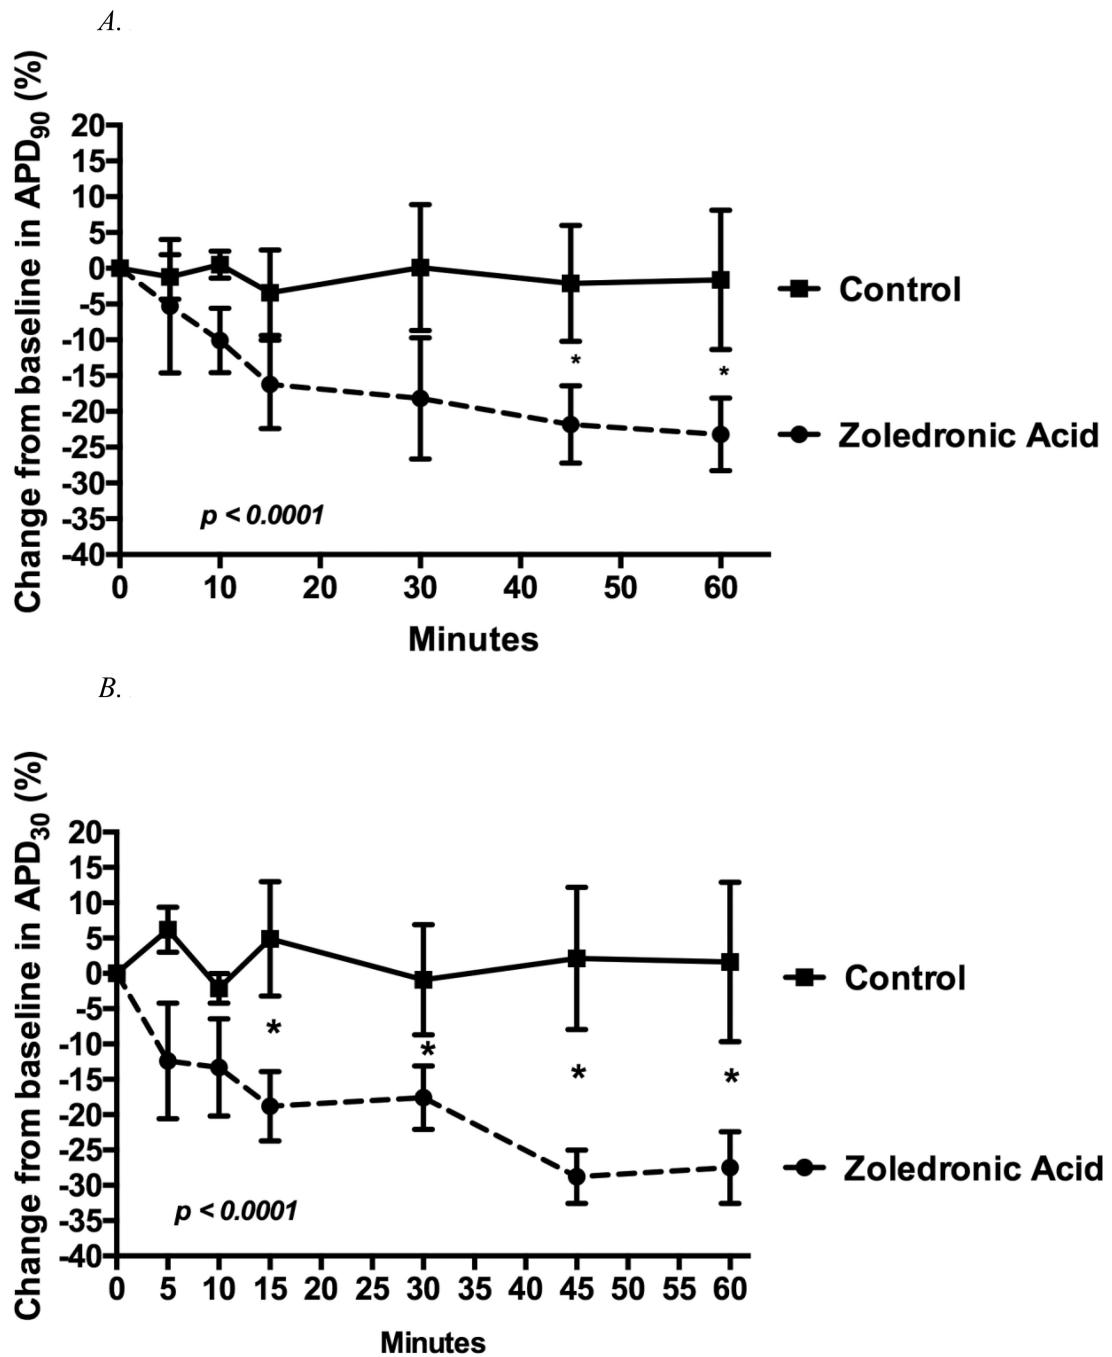 A.
Change from baseline in APD90 (%)
20
15
10
5
0
-5
-10
-15
-20
-25
-30
-35
-40
*
*
p < 0.0001
0 10 20 30 40 50 60
Minutes
Control
Zoledronic Acid
B.
Change from baseline in APD30 (%)
20
15
10
5
0
-5
-10
-15
-20
-25
-30
-35
-40
*
*
*
*
p < 0.0001
0 5 10 15 20 25 30 35 40 45 50 55 60
Minutes
Control
Zoledronic Acid